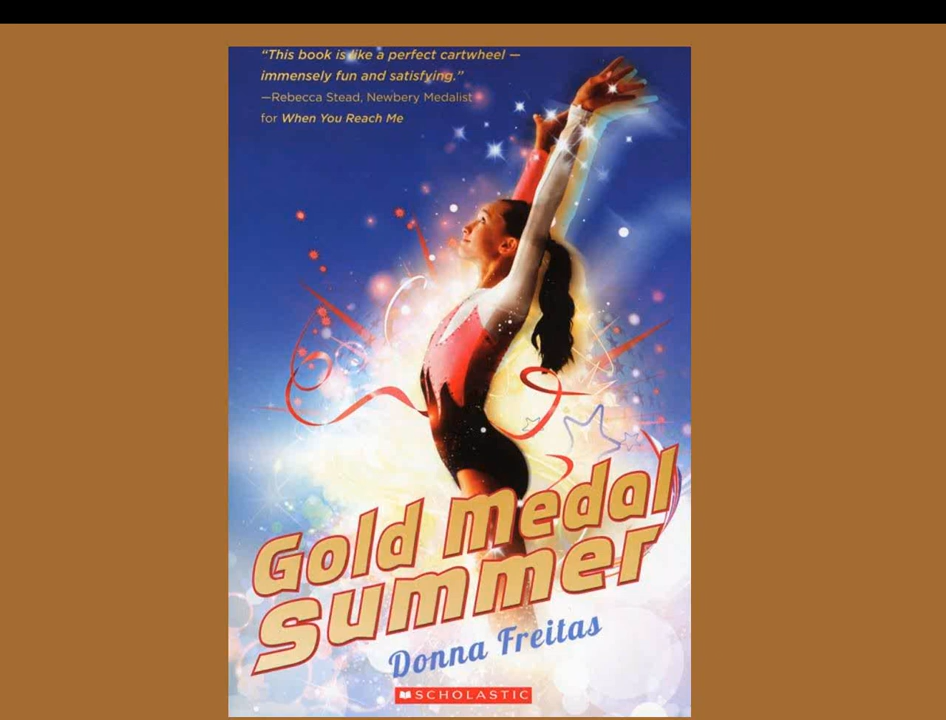 “This book is like a perfect cartwheel —
immensely fun and satisfying.”
—Rebecca Stead, Newbery Medalist
for When You Reach Me
Gold Medal
Summer
Donna Freitas
SCHOLASTIC